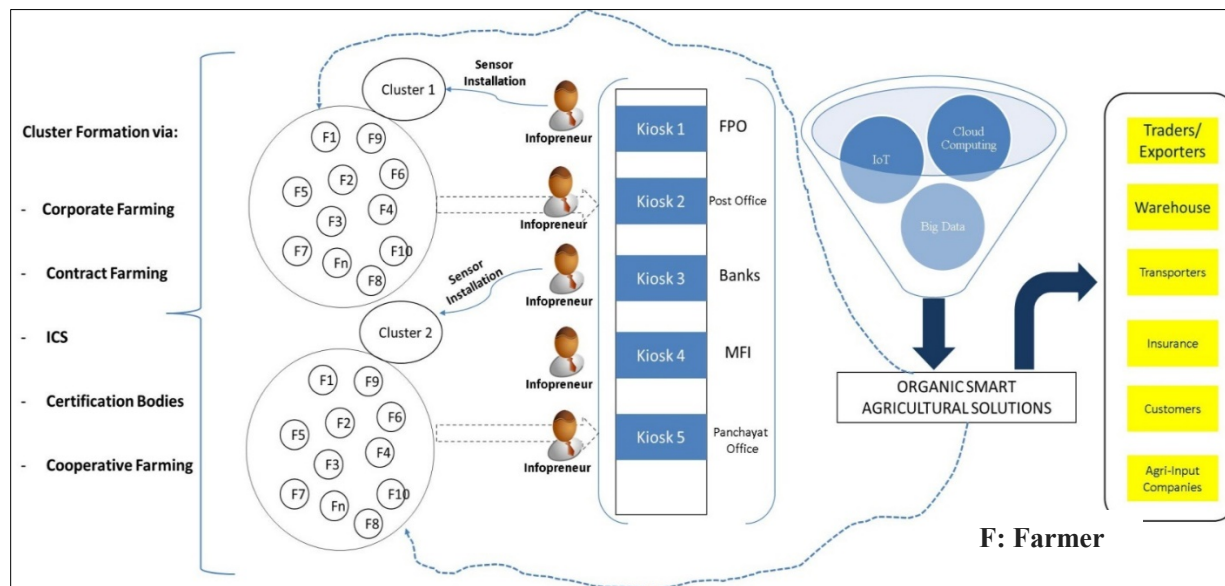 Cluster Formation via:
- Corporate Farming
- Contract Farming
- ICS
- Certification Bodies
- Cooperative Farming
Cluster 1
F1
F9
F2
F6
F5
F4
F3
F7
F10
Fn
F8
Cluster 2
F1
F9
F2
F6
F5
F4
F3
F7
F10
Fn
F8
Sensor
Installation
Infopreneur
Infopreneur
Sensor
Installation
Infopreneur
Infopreneur
Infopreneur
Kiosk 1
FPO
Kiosk 2
Post Office
Kiosk 3
Banks
Kiosk 4
MFI
Kiosk 5
Panchayat
Office
IoT
Cloud
Computing
Big Data
ORGANIC SMART
AGRICULTURAL SOLUTIONS
Traders/
Exporters
Warehouse
Transporters
Insurance
Customers
Agri-Input
Companies
F: Farmer